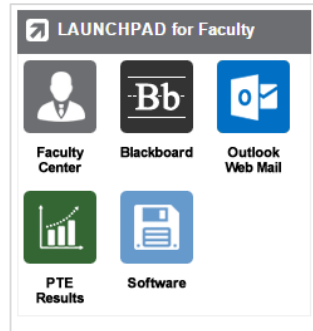 LAUNCHPAD for Faculty
Bb
Faculty
Center
Blackboard
Outlook
Web Mail
PTE
Results
Software